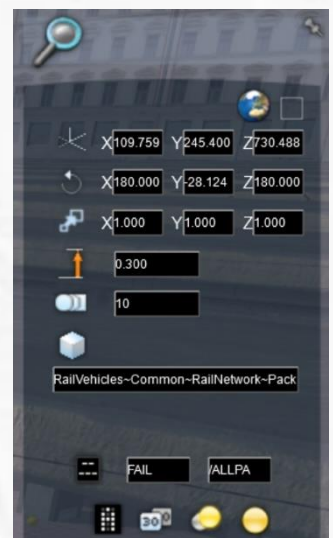 X109.759 Y245.400 Z730.488
X180.000 Y-28.124 Z180.000
X1.000 Y1.000 Z1.000
0.300
10
RailVehicles~Common~RailNetwork~Pack
FAIL /ALLPA
30